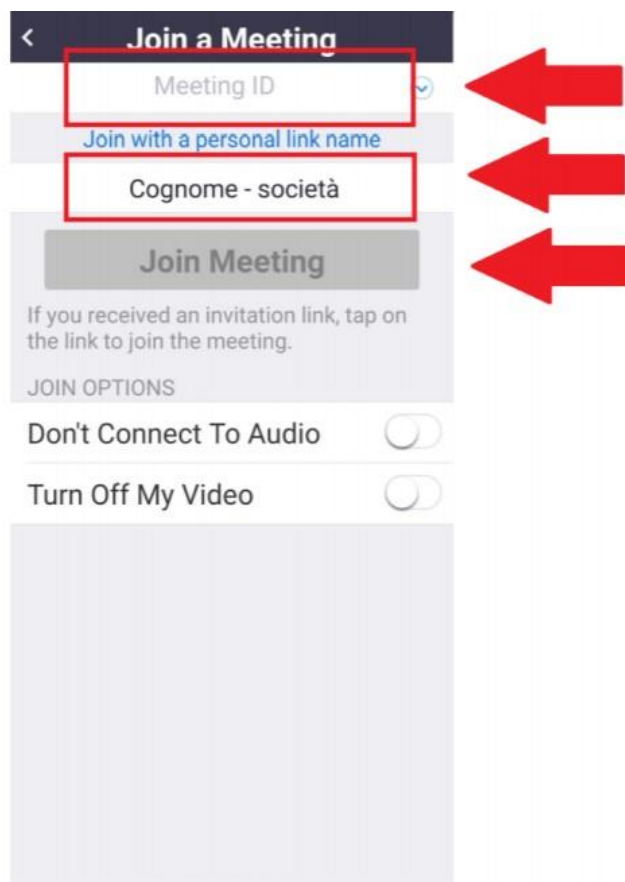 Join a Meeting
Meeting ID
Join with a personal link name
Cognome - società
Join Meeting
If you received an invitation link, tap on
the link to join the meeting.
JOIN OPTIONS
Don't Connect To Audio
Turn Off My Video